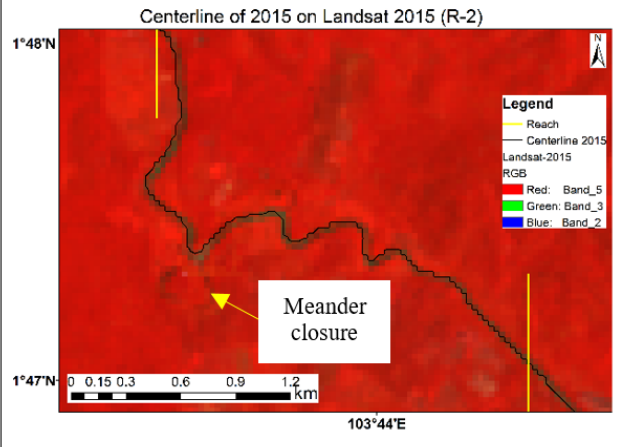 Centerline of 2015 on Landsat 2015 (R-2)
1°48'N
N
Legend
Reach
Centerline 2015
Landsat-2015
RGB
Red: Band_5
Green: Band_3
Blue: Band_2
Meander
closure
1°47'N
0 0.15 0.3 0.6 0.9 1.2
km
103°44'E